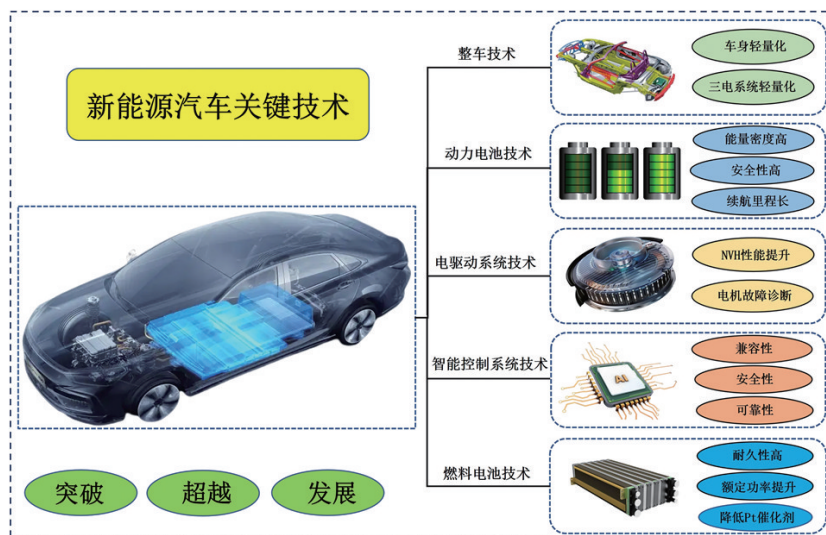 新能源汽车关键技术
突破
超越
发展
整车技术
车身轻量化
三电系统轻量化
动力电池技术
能量密度高
安全性高
续航里程长
电驱动系统技术
NVH性能提升
电机故障诊断
智能控制系统技术
AI
兼容性
安全性
可靠性
燃料电池技术
耐久性高
额定功率提升
降低Pt催化剂